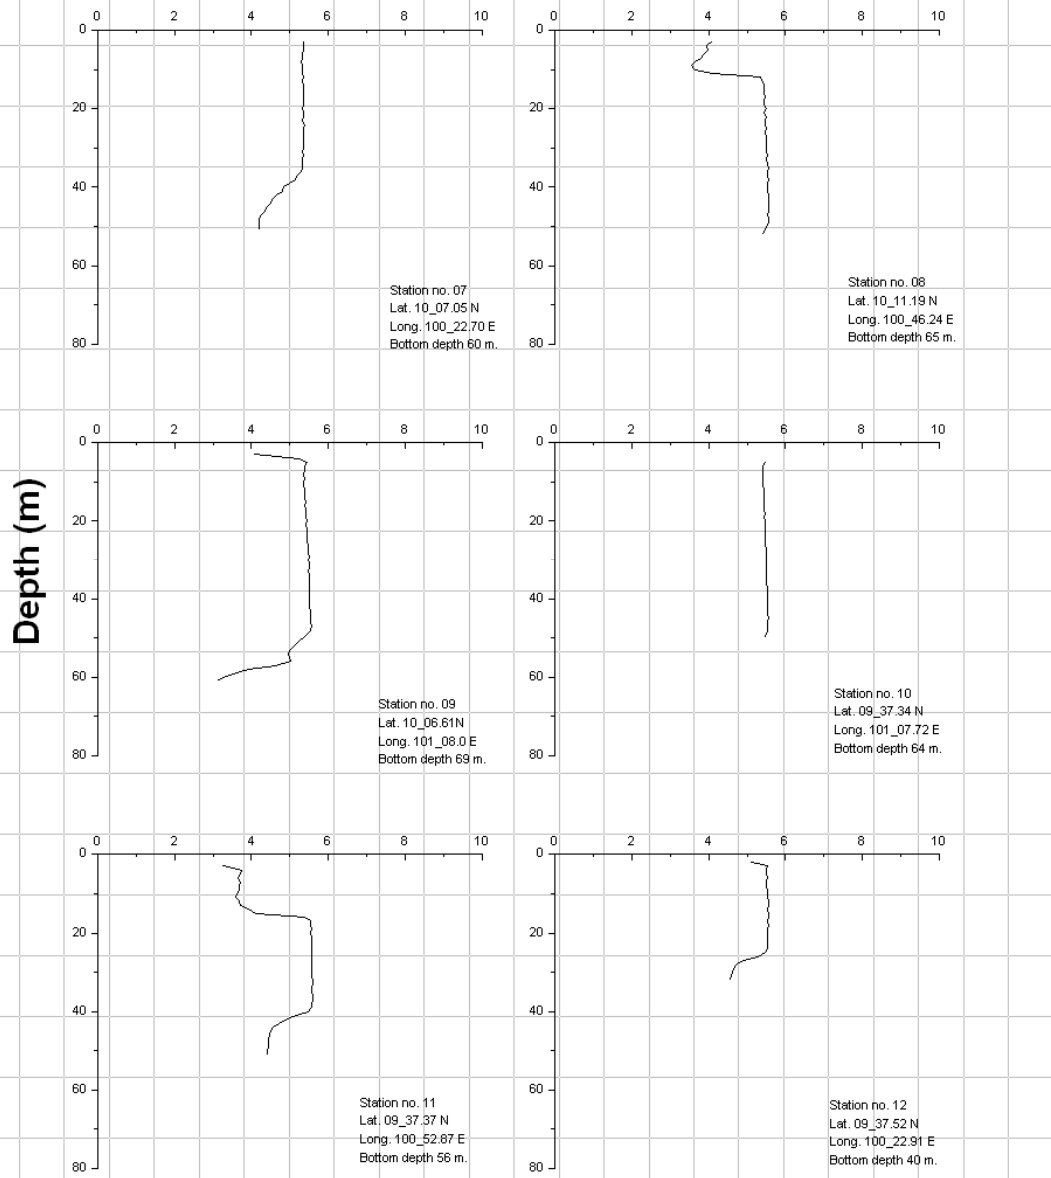 0 2 4 6 8 10
0
20
40
60
80
Station no. 07
Lat. 10_07.05 N
Long. 100_22.70 E
Bottom depth 60 m.
0 2 4 6 8 10
0
20
40
60
80
Station no. 08
Lat. 10_11.19 N
Long. 100_46.24 E
Bottom depth 65 m.
Depth (m)
0 2 4 6 8 10
0
20
40
60
80
Station no. 09
Lat. 10_06.61N
Long. 101_08.0 E
Bottom depth 69 m.
0 2 4 6 8 10
0
20
40
60
80
Station no. 10
Lat. 09_37.34 N
Long. 101_07.72 E
Bottom depth 64 m.
0 2 4 6 8 10
0
20
40
60
80
Station no. 11
Lat. 09_37.37 N
Long. 100_52.87 E
Bottom depth 56 m.
0 2 4 6 8 10
0
20
40
60
80
Station no. 12
Lat. 09_37.52 N
Long. 100_22.91 E
Bottom depth 40 m.